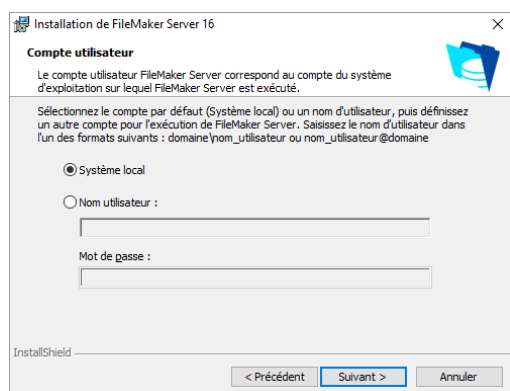 Installation de FileMaker Server 16
Compte utilisateur
Le compte utilisateur FileMaker Server correspond au compte du système
d'exploitation sur lequel FileMaker Server est exécuté.
Sélectionnez le compte par défaut (Système local) ou un nom d'utilisateur, puis définissez
un autre compte pour l'exécution de FileMaker Server. Saisissez le nom d'utilisateur dans
l'un des formats suivants : domaine\nom_utilisateur ou nom_utilisateur@domaine
Système local
Nom utilisateur :
Mot de passe :
InstallShield
< Précédent Suivant > Annuler